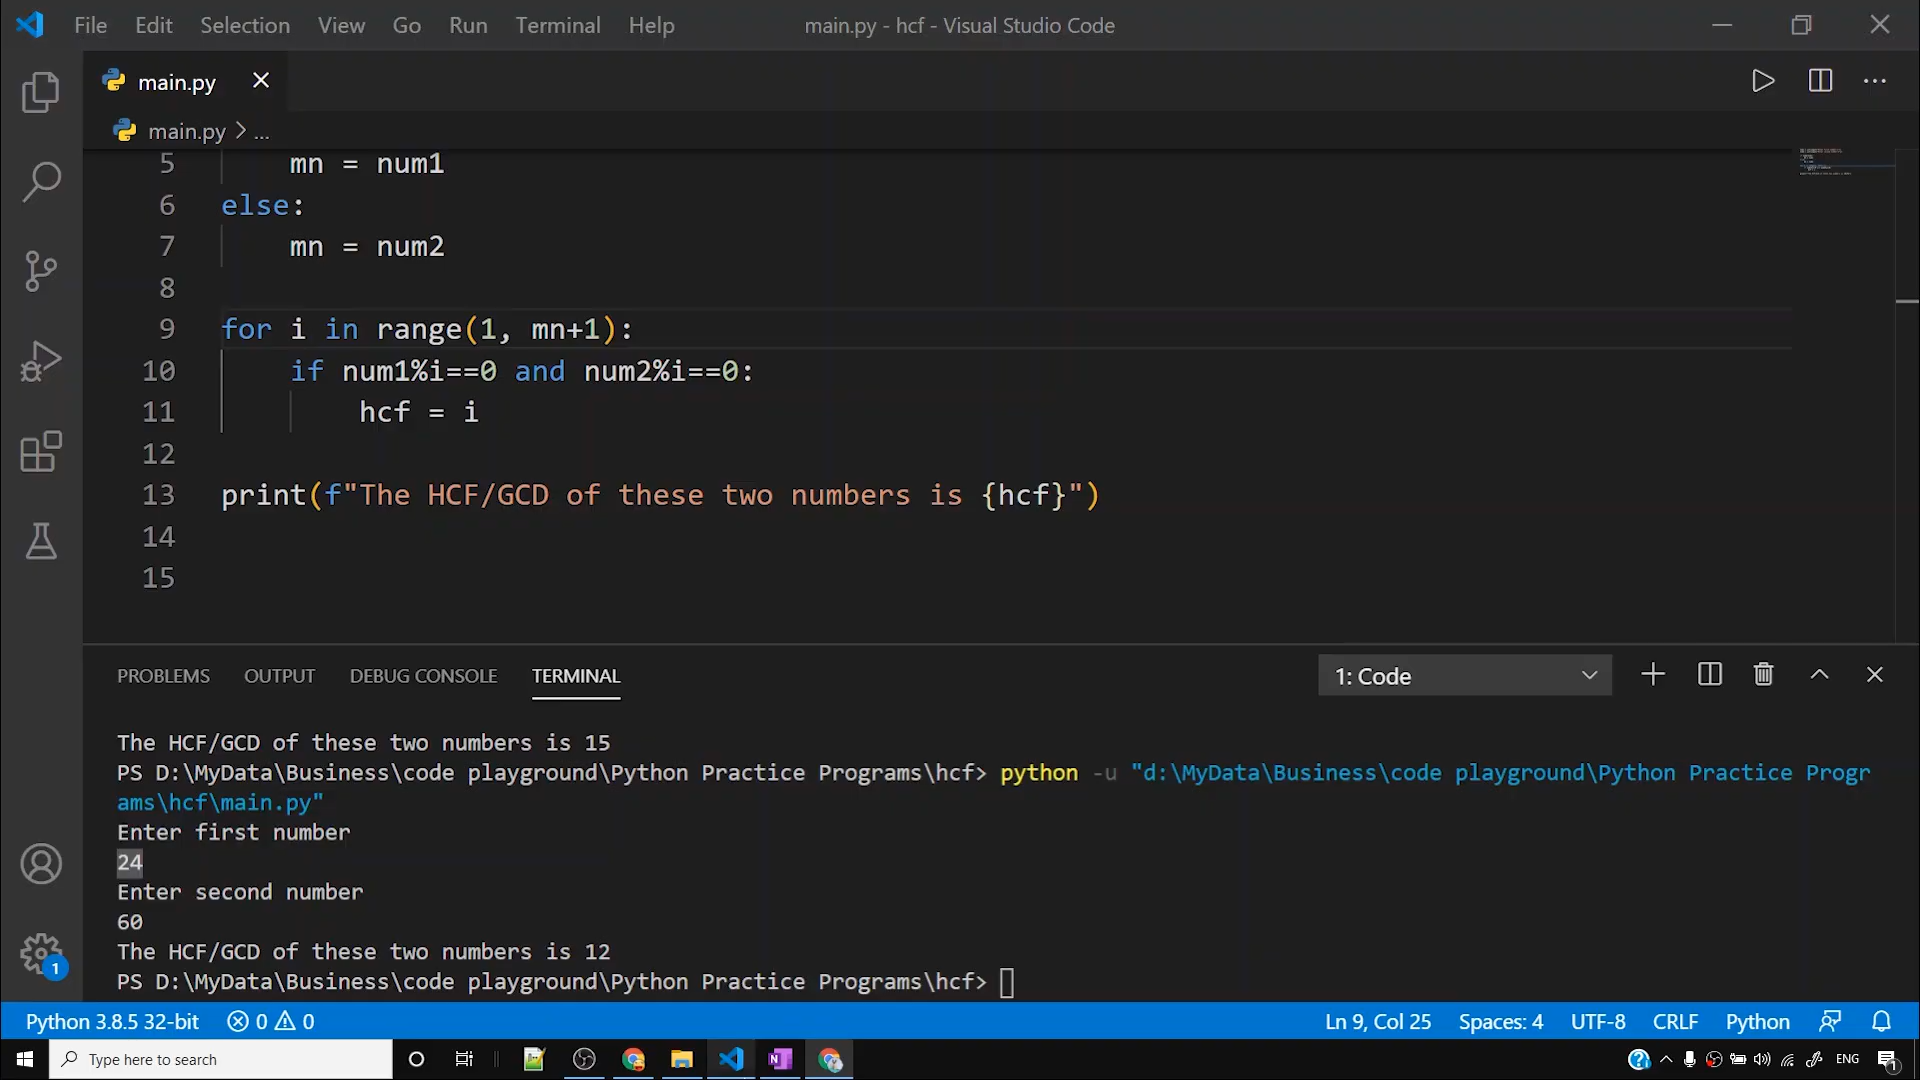 File Edit Selection View Go Run Terminal Help main.py - hcf - Visual Studio Code
main.py
main.py > ...
5 mn = num1
6 else:
7 mn = num2
8
9 for i in range(1, mn+1):
10 if num1%i==0 and num2%i==0:
11 hcf = i
12
13 print(f"The HCF/GCD of these two numbers is {hcf}")
14
15
PROBLEMS OUTPUT DEBUG CONSOLE TERMINAL 1: Code
The HCF/GCD of these two numbers is 15
PS D:\MyData\Business\code playground\Python Practice Programs\hcf> python -u "d:\MyData\Business\code playground\Python Practice Progr
ams\hcf\main.py"
Enter first number
24
Enter second number
60
The HCF/GCD of these two numbers is 12
PS D:\MyData\Business\code playground\Python Practice Programs\hcf>
1
Python 3.8.5 32-bit 0 0 Ln 9, Col 25 Spaces: 4 UTF-8 CRLF Python
Type here to search ENG 1